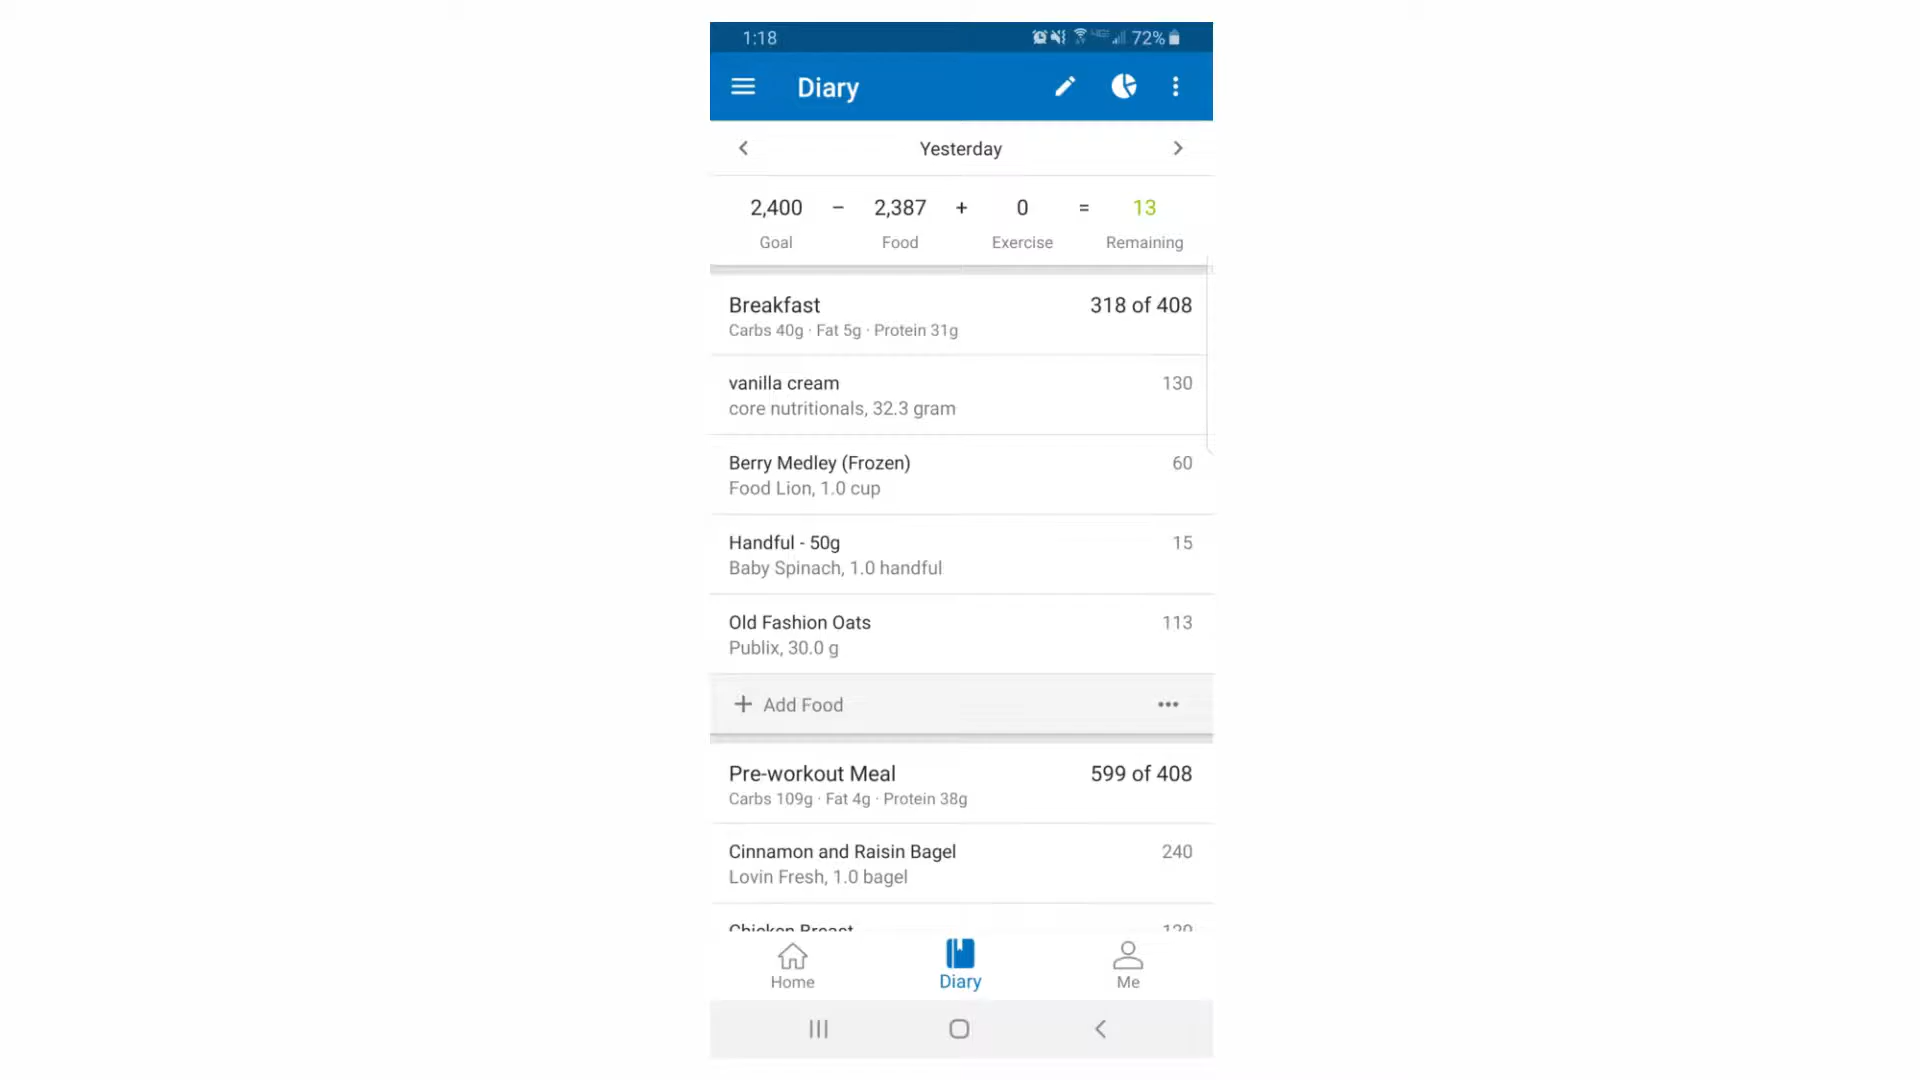 1:18 72%
Diary
Yesterday
2,400 − 2,387 + 0 = 13
Goal Food Exercise Remaining
Breakfast 318 of 408
Carbs 40g · Fat 5g · Protein 31g
vanilla cream 130
core nutritionals, 32.3 gram
Berry Medley (Frozen) 60
Food Lion, 1.0 cup
Handful - 50g 15
Baby Spinach, 1.0 handful
Old Fashion Oats 113
Publix, 30.0 g
+ Add Food
Pre-workout Meal 599 of 408
Carbs 109g · Fat 4g · Protein 38g
Cinnamon and Raisin Bagel 240
Lovin Fresh, 1.0 bagel
Chicken Breast 120
Home Diary Me